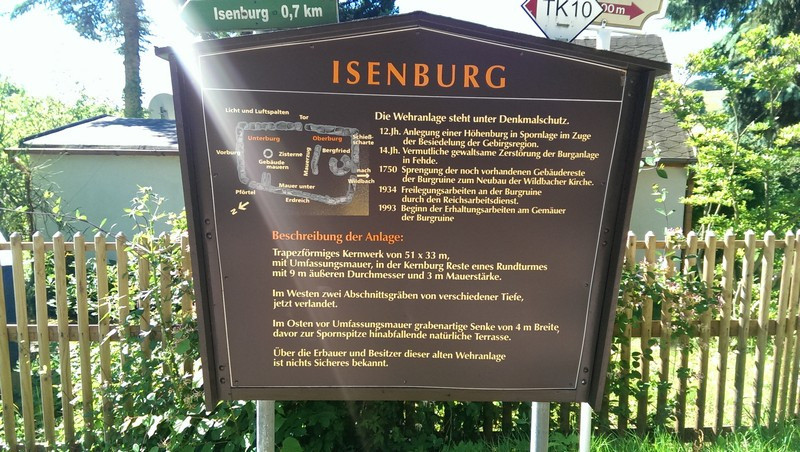 Isenburg - 0,7 km
TK10
00m
ISENBURG
Licht und Luftspalten
Tor
Unterburg
Oberburg
Schieß-
scharte
Vorburg
Zisterne
Bergfried
Mauerzug
Gebäude
mauern
nach
Wildbach
Pförtel
Mauer unter
Erdreich
N
Die Wehranlage steht unter Denkmalschutz.
12.Jh. Anlegung einer Höhenburg in Spornlage im Zuge
der Besiedelung der Gebirgsregion.
14.Jh. Vermutliche gewaltsame Zerstörung der Burganlage
in Fehde.
1750 Sprengung der noch vorhandenen Gebäudereste
der Burgruine zum Neubau der Wildbacher Kirche.
1934 Freilegungsarbeiten an der Burgruine
durch den Reichsarbeitsdienst.
1993 Beginn der Erhaltungsarbeiten am Gemäuer
der Burgruine
Beschreibung der Anlage:
Trapezförmiges Kernwerk von 51 x 33 m,
mit Umfassungsmauer, in der Kernburg Reste eines Rundturmes
mit 9 m äußeren Durchmesser und 3 m Mauerstärke.
Im Westen zwei Abschnittsgräben von verschiedener Tiefe,
jetzt verlandet.
Im Osten vor Umfassungsmauer grabenartige Senke von 4 m Breite,
davor zur Spornspitze hinabfallende natürliche Terrasse.
Über die Erbauer und Besitzer dieser alten Wehranlage
ist nichts Sicheres bekannt.